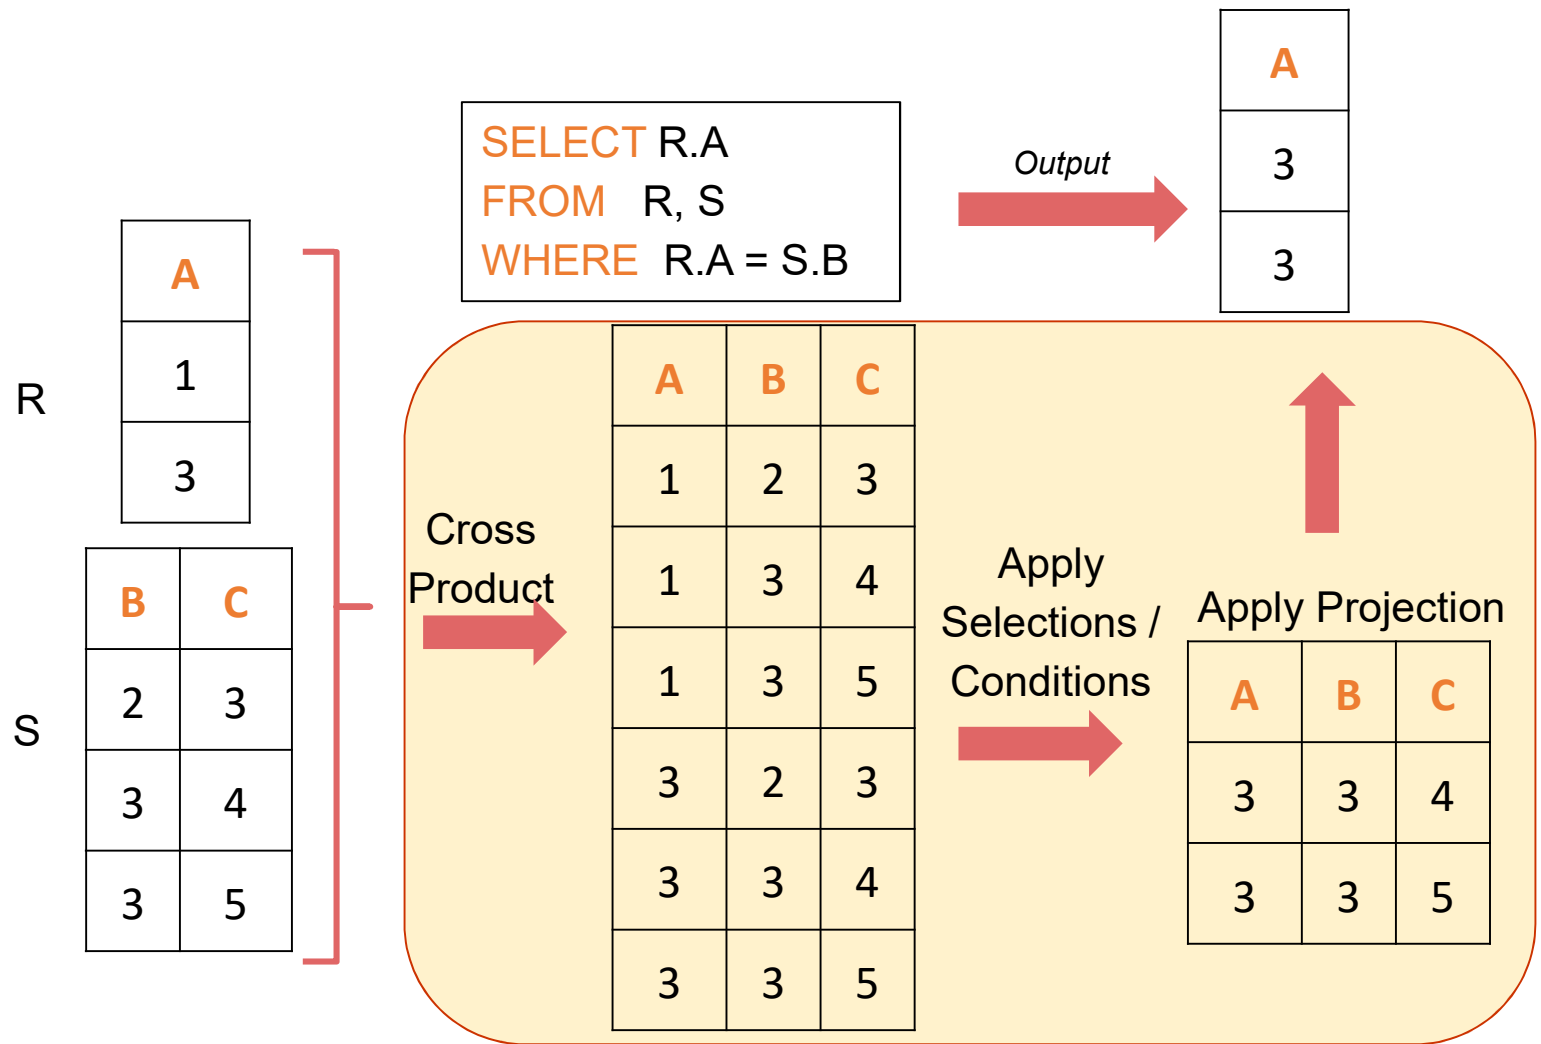 SELECT R.A
FROM R, S
WHERE R.A = S.B
Output
A
3
3
R
A
1
3
S
B C
2 3
3 4
3 5
Cross
Product
A B C
1 2 3
1 3 4
1 3 5
3 2 3
3 3 4
3 3 5
Apply
Selections /
Conditions
Apply Projection
A B C
3 3 4
3 3 5